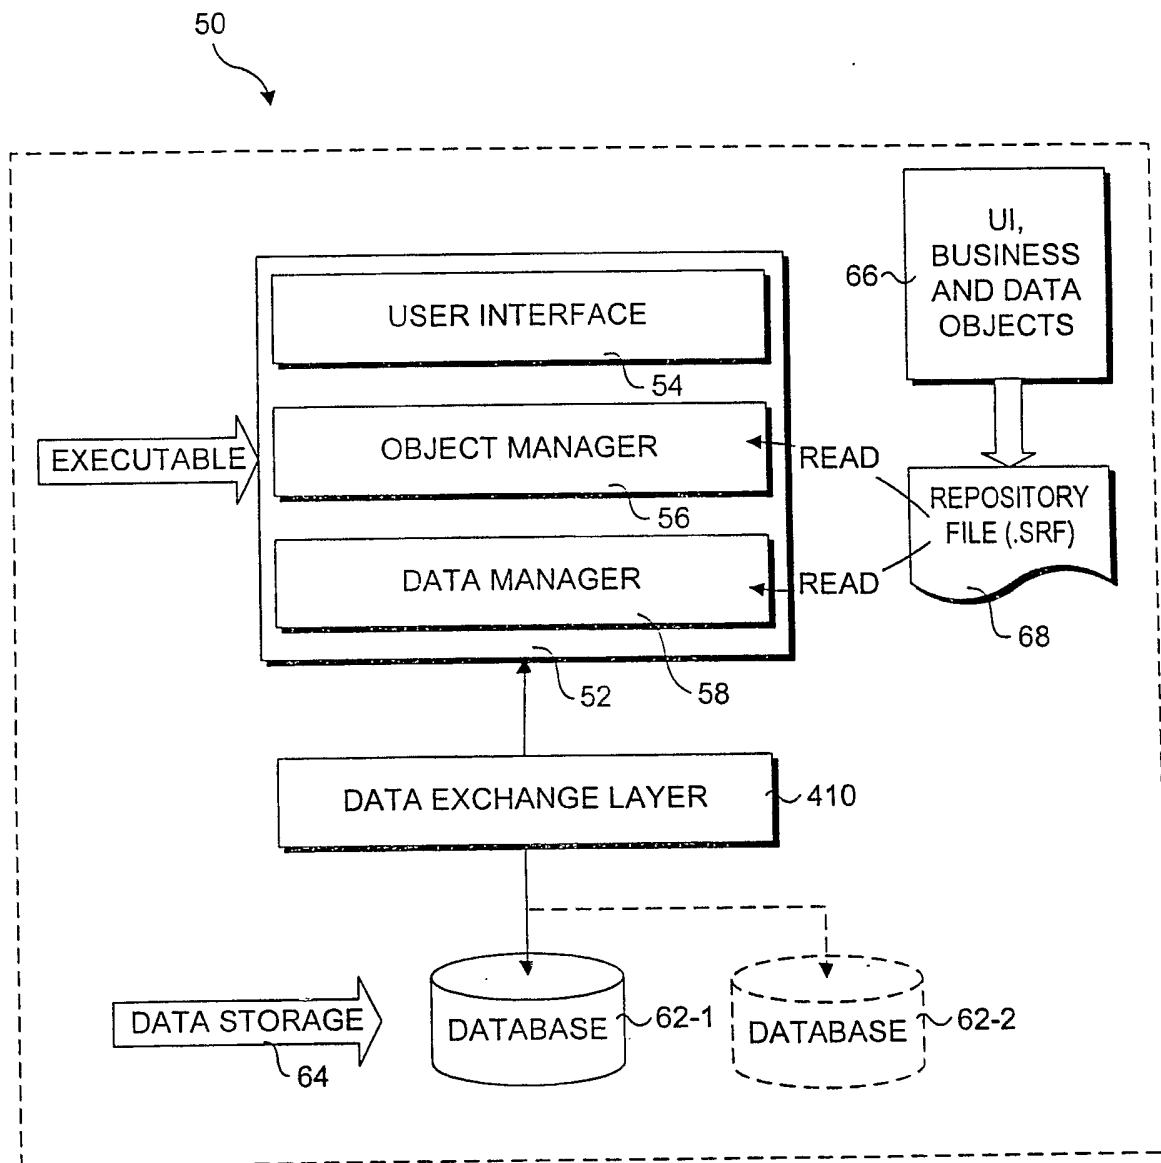 50
UI,
BUSINESS
AND DATA
OBJECTS
66
USER INTERFACE
54
EXECUTABLE
OBJECT MANAGER
READ
56
REPOSITORY
FILE (.SRF)
DATA MANAGER
READ
68
52
58
DATA EXCHANGE LAYER
410
DATA STORAGE
64
DATABASE
62-1
DATABASE
62-2